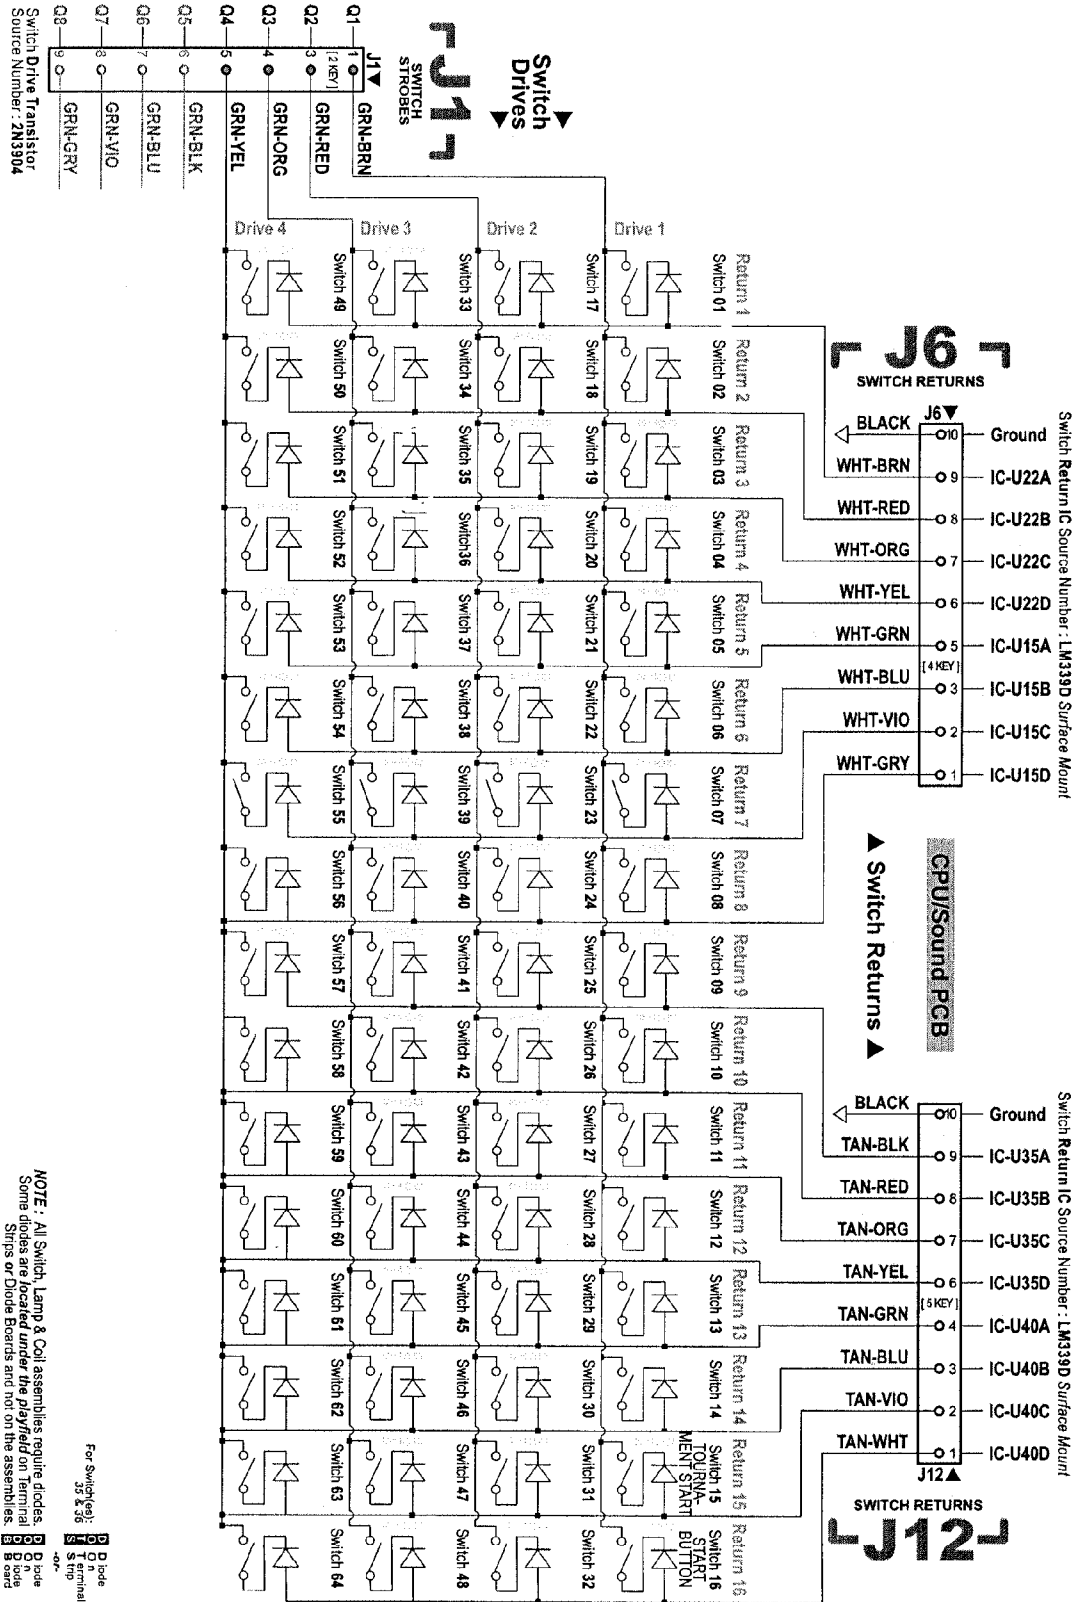 Q1
Q2
Q3
Q4
Q5
Q6
Q7
Q8
J1▼
1
[2 KEY]
3
4
5
6
7
8
9
GRN-BRN
GRN-RED
GRN-ORG
GRN-YEL
GRN-BLK
GRN-BLU
GRN-VIO
GRN-GRY
Switch Drive Transistor
Source Number: 2N3904
J1
SWITCH
STROBES
Switch
Drives
Drive 1
Drive 2
Drive 3
Drive 4
Return 1
Switch 01
Switch 17
Switch 33
Switch 49
Return 2
Switch 02
Switch 18
Switch 34
Switch 50
Return 3
Switch 03
Switch 19
Switch 35
Switch 51
Return 4
Switch 04
Switch 20
Switch36
Switch 52
Return 5
Switch 05
Switch 21
Switch 37
Switch 53
Return 6
Switch 06
Switch 22
Switch 38
Switch 54
Return 7
Switch 07
Switch 23
Switch 39
Switch 55
Return 8
Switch 08
Switch 24
Switch 40
Switch 56
Return 9
Switch 09
Switch 25
Switch 41
Switch 57
Return 10
Switch 10
Switch 26
Switch 42
Switch 58
Return 11
Switch 11
Switch 27
Switch 43
Switch 59
Return 12
Switch 12
Switch 28
Switch 44
Switch 60
Return 13
Switch 13
Switch 29
Switch 45
Switch 61
Return 14
Switch 14
Switch 30
Switch 46
Switch 62
Return 15
Switch 15
TOURNA-
MENT START
Switch 31
Switch 47
Switch 63
Return 16
Switch 16
START
BUTTON
Switch 32
Switch 48
Switch 64
J6
SWITCH RETURNS
J6▼
BLACK 10 Ground
WHT-BRN 9 IC-U22A
WHT-RED 8 IC-U22B
WHT-ORG 7 IC-U22C
WHT-YEL 6 IC-U22D
WHT-GRN 5 IC-U15A
[4 KEY]
WHT-BLU 3 IC-U15B
WHT-VIO 2 IC-U15C
WHT-GRY 1 IC-U15D
Switch Return IC Source Number: LM339D Surface Mount
CPU/Sound PCB
▲ Switch Returns ▲
BLACK 10 Ground
TAN-BLK 9 IC-U35A
TAN-RED 8 IC-U35B
TAN-ORG 7 IC-U35C
TAN-YEL 6 IC-U35D
[5 KEY]
TAN-GRN 4 IC-U40A
TAN-BLU 3 IC-U40B
TAN-VIO 2 IC-U40C
TAN-WHT 1 IC-U40D
J12▲
SWITCH RETURNS
J12
Switch Return IC Source Number: LM339D Surface Mount
NOTE: All Switch, Lamp & Coil assemblies require diodes.
Some diodes are located under the playfield on Terminal
Strips or Diode Boards and not on the assemblies.
For Switch(es):
35 & 36
DOTS
Diode
On
Terminal
Strip
-or-
DODB
Diode
On
Diode
Board